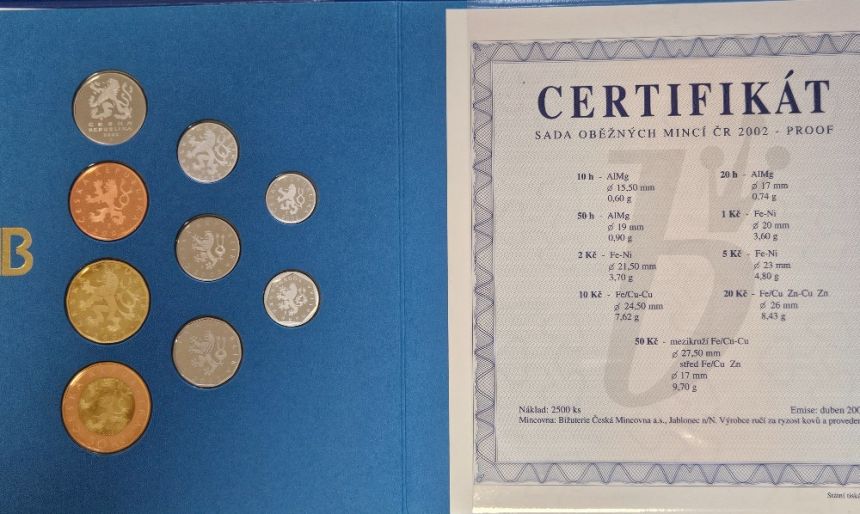 B
ČESKÁ
REPUBLIKA
2002
CERTIFIKÁT
SADA OBĚŽNÝCH MINCÍ ČR 2002 - PROOF
10 h - AlMg
ø 15,50 mm
0,60 g
20 h - AlMg
ø 17 mm
0,74 g
50 h - AlMg
ø 19 mm
0,90 g
1 Kč - Fe-Ni
ø 20 mm
3,60 g
2 Kč - Fe-Ni
ø 21,50 mm
3,70 g
5 Kč - Fe-Ni
ø 23 mm
4,80 g
10 Kč - Fe/Cu-Cu
ø 24,50 mm
7,62 g
20 Kč - Fe/Cu Zn-Cu Zn
ø 26 mm
8,43 g
50 Kč - mezikruží Fe/Cu-Cu
ø 27,50 mm
střed Fe/Cu Zn
ø 17 mm
9,70 g
Náklad: 2500 ks
Emise: duben 200
Mincovna: Bižuterie Česká Mincovna a.s., Jablonec n/N. Výrobce ručí za ryzost kovů a proveden
Státní tisk